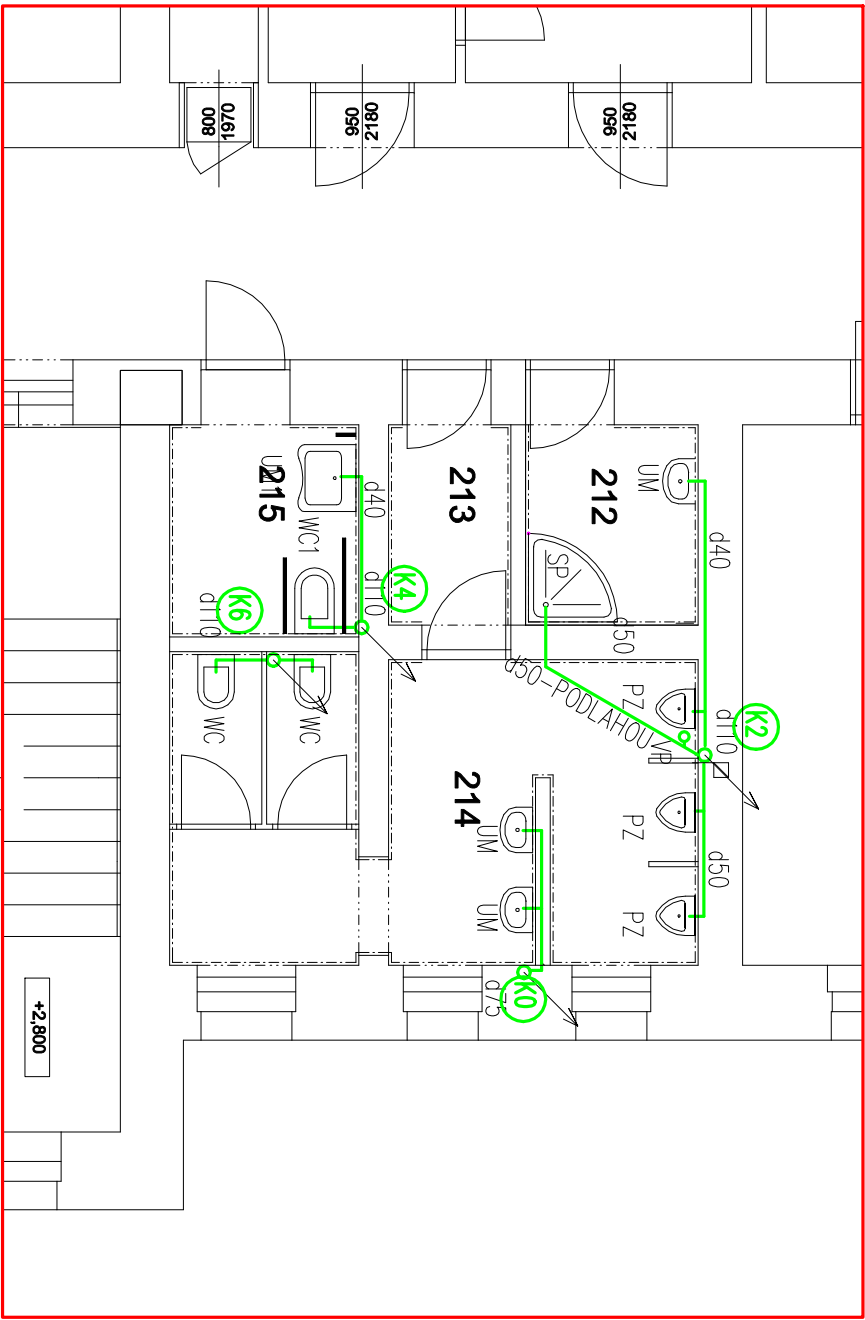 800
1970
950
2180
950
2180
UM
212
d40
SP
d50
213
d40
215
WC1
d110
K4
K6
d110
d50-PODLAHOU
PZ
VP
K2
d110
WC
WC
214
UM
UM
PZ
PZ
d50
K0
d75
+2,800